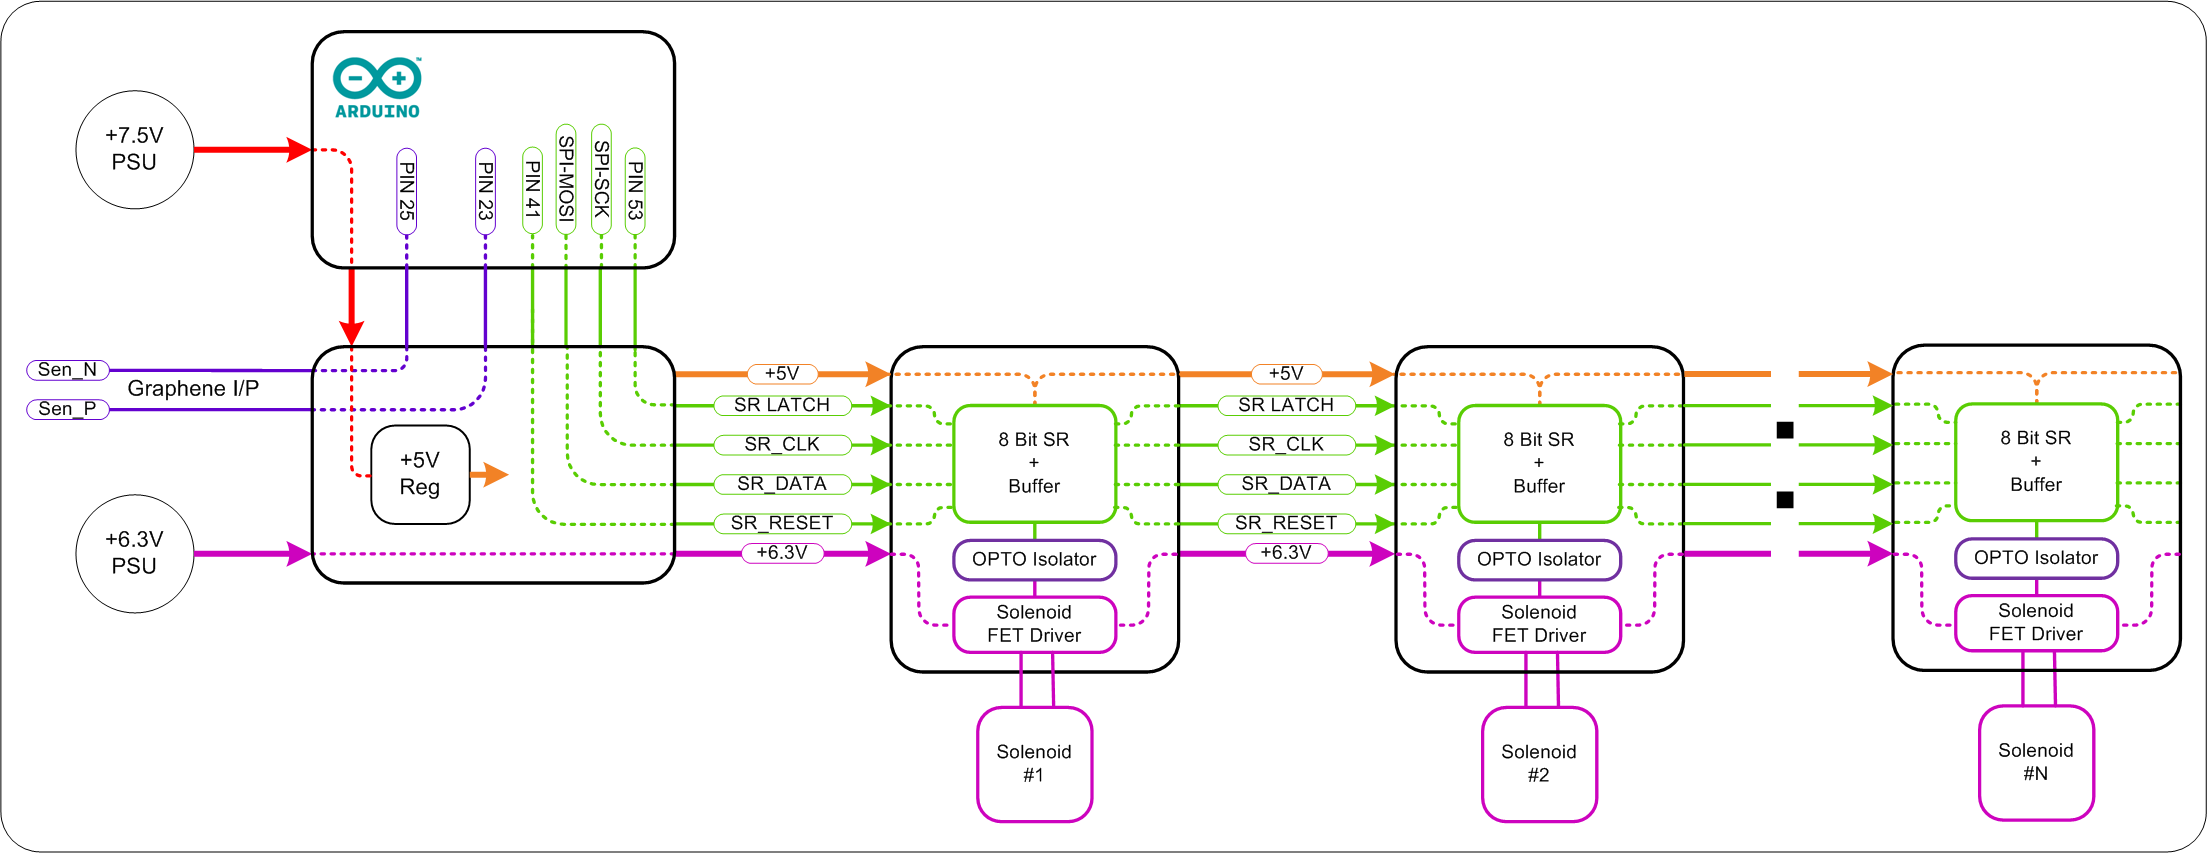 ARDUINO
™
+7.5V
PSU
PIN 25
PIN 23
PIN 41
SPI-MOSI
SPI-SCK
PIN 53
Sen_N
Graphene I/P
Sen_P
+5V
Reg
+6.3V
PSU
+5V
SR LATCH
SR_CLK
SR_DATA
SR_RESET
+6.3V
8 Bit SR
+
Buffer
OPTO Isolator
Solenoid
FET Driver
Solenoid
#1
+5V
SR LATCH
SR_CLK
SR_DATA
SR_RESET
+6.3V
8 Bit SR
+
Buffer
OPTO Isolator
Solenoid
FET Driver
Solenoid
#2
8 Bit SR
+
Buffer
OPTO Isolator
Solenoid
FET Driver
Solenoid
#N